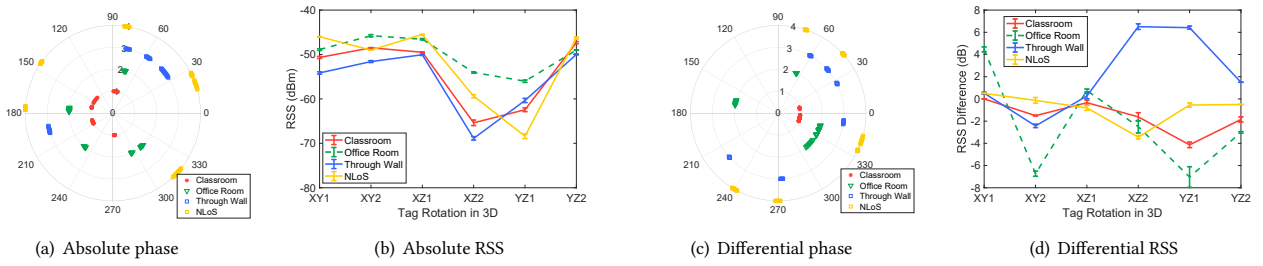 90
120
60
4
150
3
30
2
180
0
0
210
330
240
300
270
Classroom
Office Room
Through Wall
NLoS
(a) Absolute phase
-40
-50
-60
-70
-80
RSS (dBm)
Classroom
Office Room
Through Wall
NLoS
XY1 XY2 XZ1 XZ2 YZ1 YZ2
Tag Rotation in 3D
(b) Absolute RSS
90
120
60
4
150
3
30
2
180
0
0
210
330
240
300
270
Classroom
Office Room
Through Wall
NLoS
(c) Differential phase
8
6
4
2
0
-2
-4
-6
-8
RSS Difference (dB)
Classroom
Office Room
Through Wall
NLoS
XY1 XY2 XZ1 XZ2 YZ1 YZ2
Tag Rotation in 3D
(d) Differential RSS